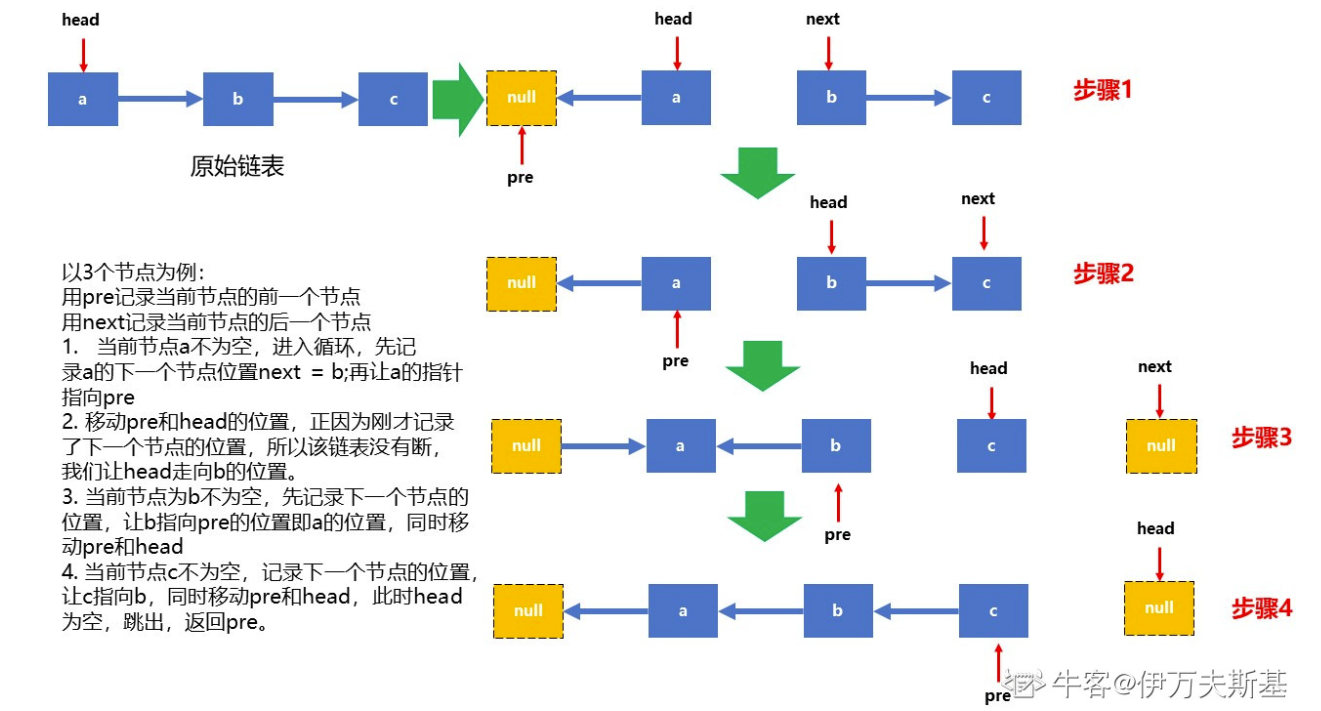 head
head
next
a
b
c
null
a
b
c
步骤1
原始链表
pre
head
next
null
a
b
c
步骤2
pre
以3个节点为例：
用pre记录当前节点的前一个节点
用next记录当前节点的后一个节点
1. 当前节点a不为空，进入循环，先记
录a的下一个节点位置next = b;再让a的指针
指向pre
2. 移动pre和head的位置，正因为刚才记录
了下一个节点的位置，所以该链表没有断，
我们让head走向b的位置。
3. 当前节点为b不为空，先记录下一个节点的
位置，让b指向pre的位置即a的位置，同时移
动pre和head
4. 当前节点c不为空，记录下一个节点的位置，
让c指向b，同时移动pre和head，此时head
为空，跳出，返回pre。
head
next
null
a
b
c
null
步骤3
pre
head
null
a
b
c
null
步骤4
pre
牛客@伊万夫斯基